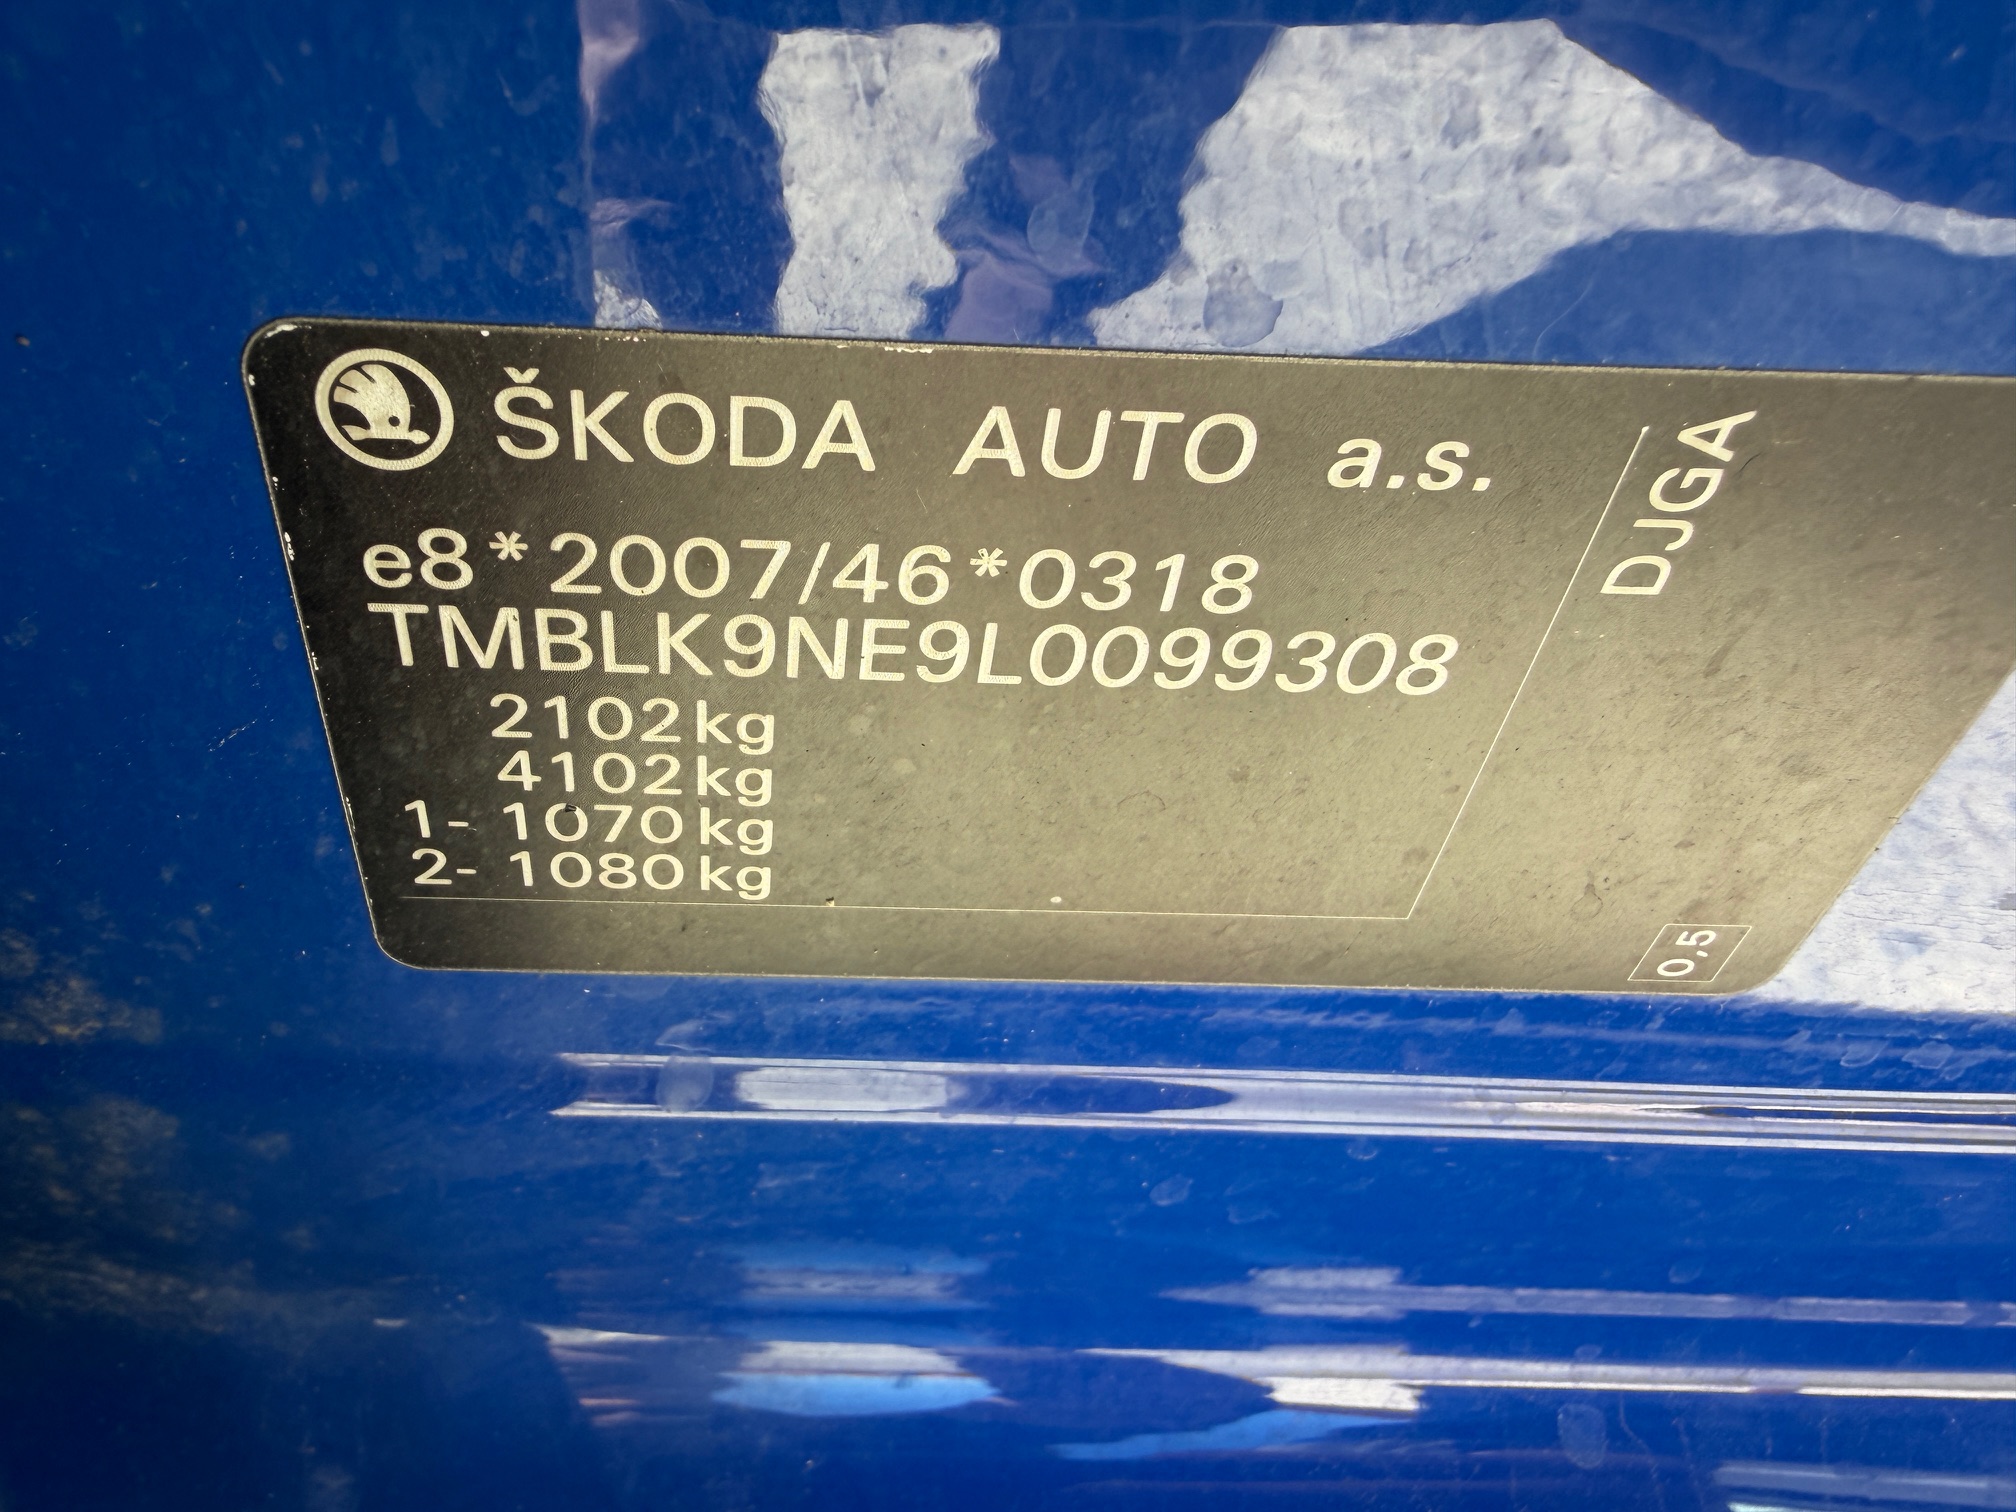 ŠKODA AUTO a.s.
e8*2007/46*0318
TMBLK9NE9L0099308
2102kg
4102kg
1- 1070kg
2- 1080kg
DJGA
0,5